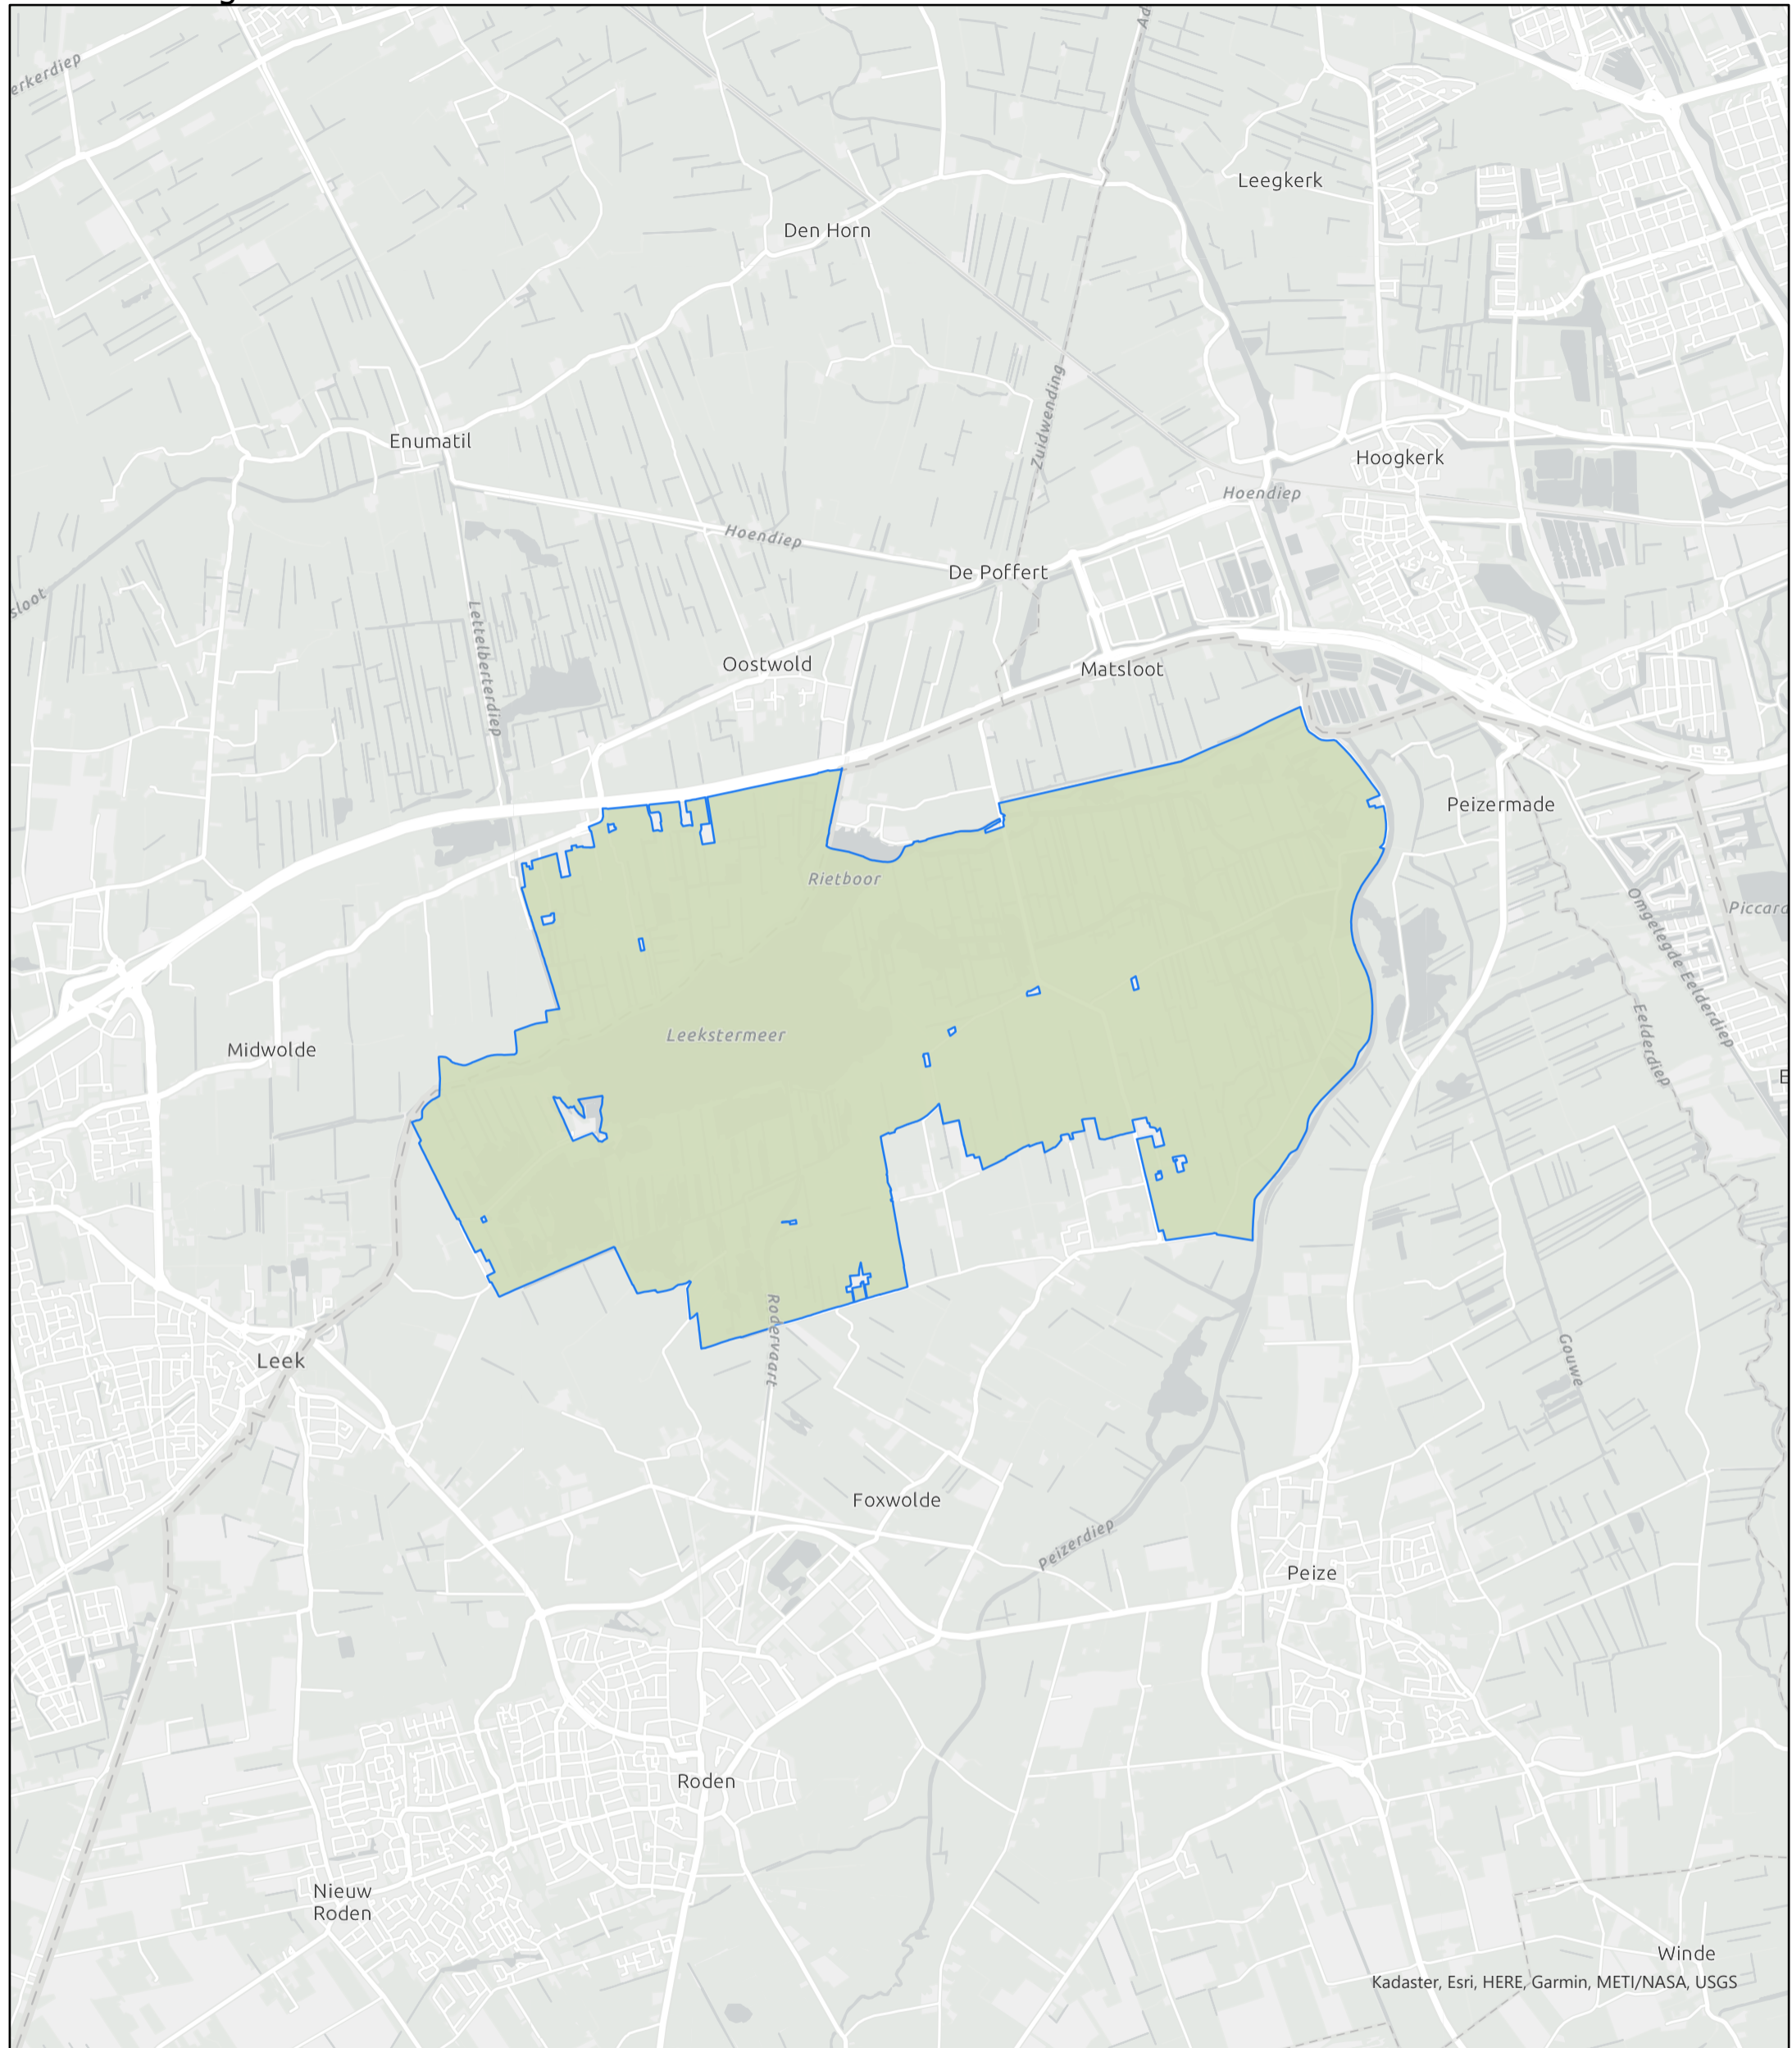 erkerdiep
Leegkerk
Den Horn
Zuidwending
Enumatil
Hoogkerk
Hoendiep
Hoendiep
De Poffert
sloot
Lettelberterdiep
Oostwold
Matsloot
Peizermade
Rietboor
Omgelegde Eelderdiep
Piccard
Leekstermeer
Midwolde
Eelderdiep
E
Rodervaart
Gouwe
Leek
Foxwolde
Peizerdiep
Peize
Roden
Nieuw
Roden
Winde
Kadaster, Esri, HERE, Garmin, METI/NASA, USGS